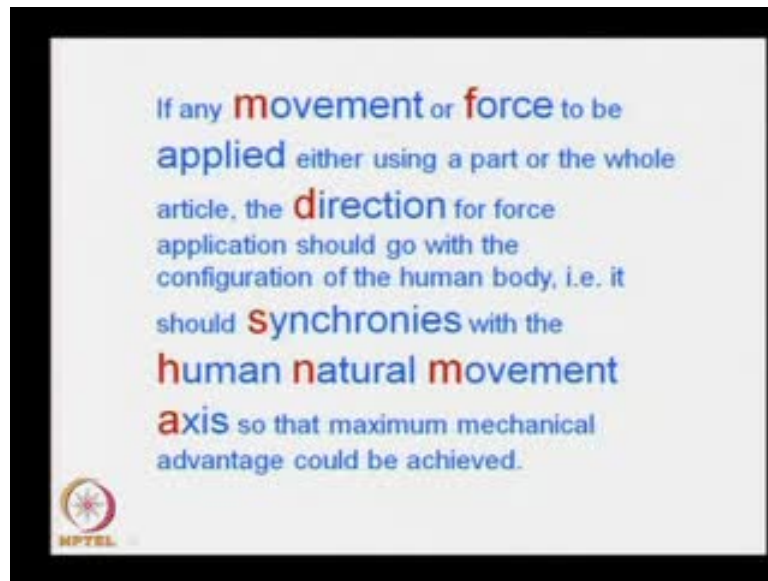 If any movement or force to be
applied either using a part or the whole
article, the direction for force
application should go with the
configuration of the human body, i.e. it
should synchronies with the
human natural movement
axis so that maximum mechanical
advantage could be achieved.
NPTEL